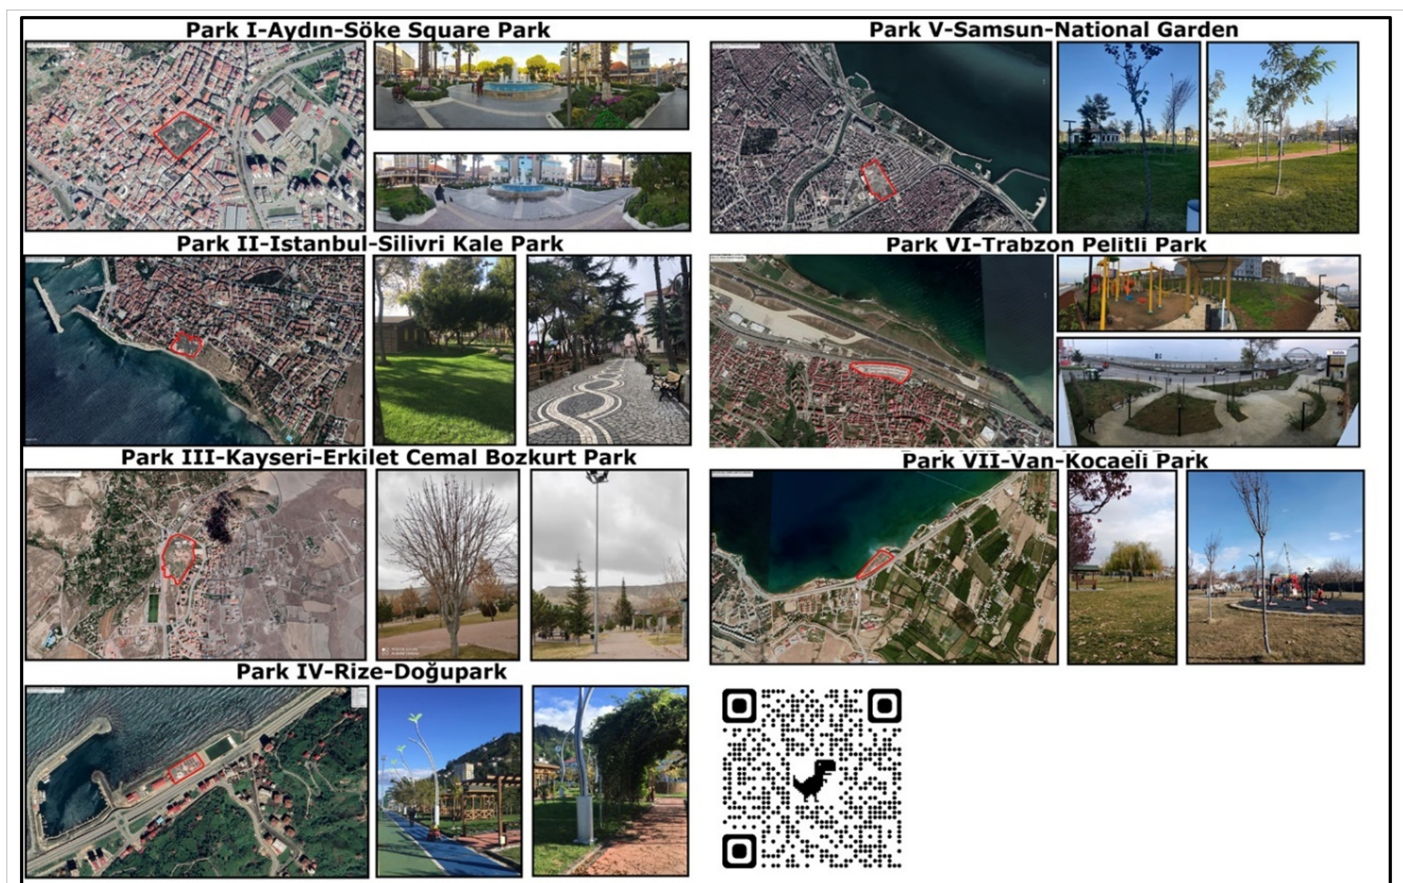 Park I-Aydın-Söke Square Park
Park V-Samsun-National Garden
Park II-Istanbul-Silivri Kale Park
Park VI-Trabzon Pelitli Park
Park III-Kayseri-Erkilet Cemal Bozkurt Park
Park VII-Van-Kocaeli Park
Park IV-Rize-Doğupark